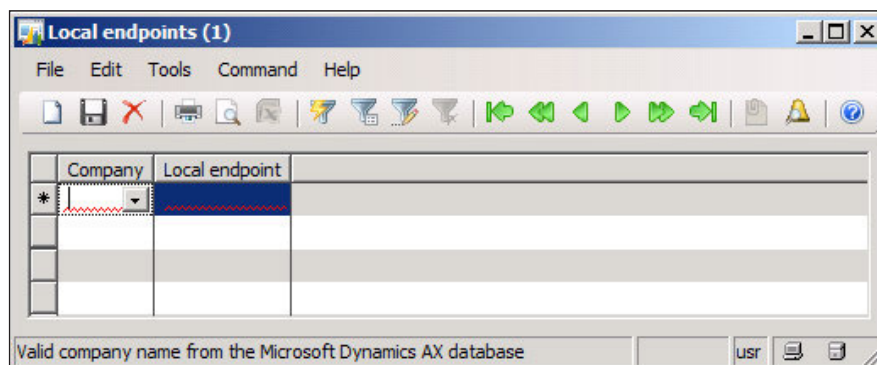 Local endpoints (1)
File Edit Tools Command Help
Company Local endpoint
Valid company name from the Microsoft Dynamics AX database usr